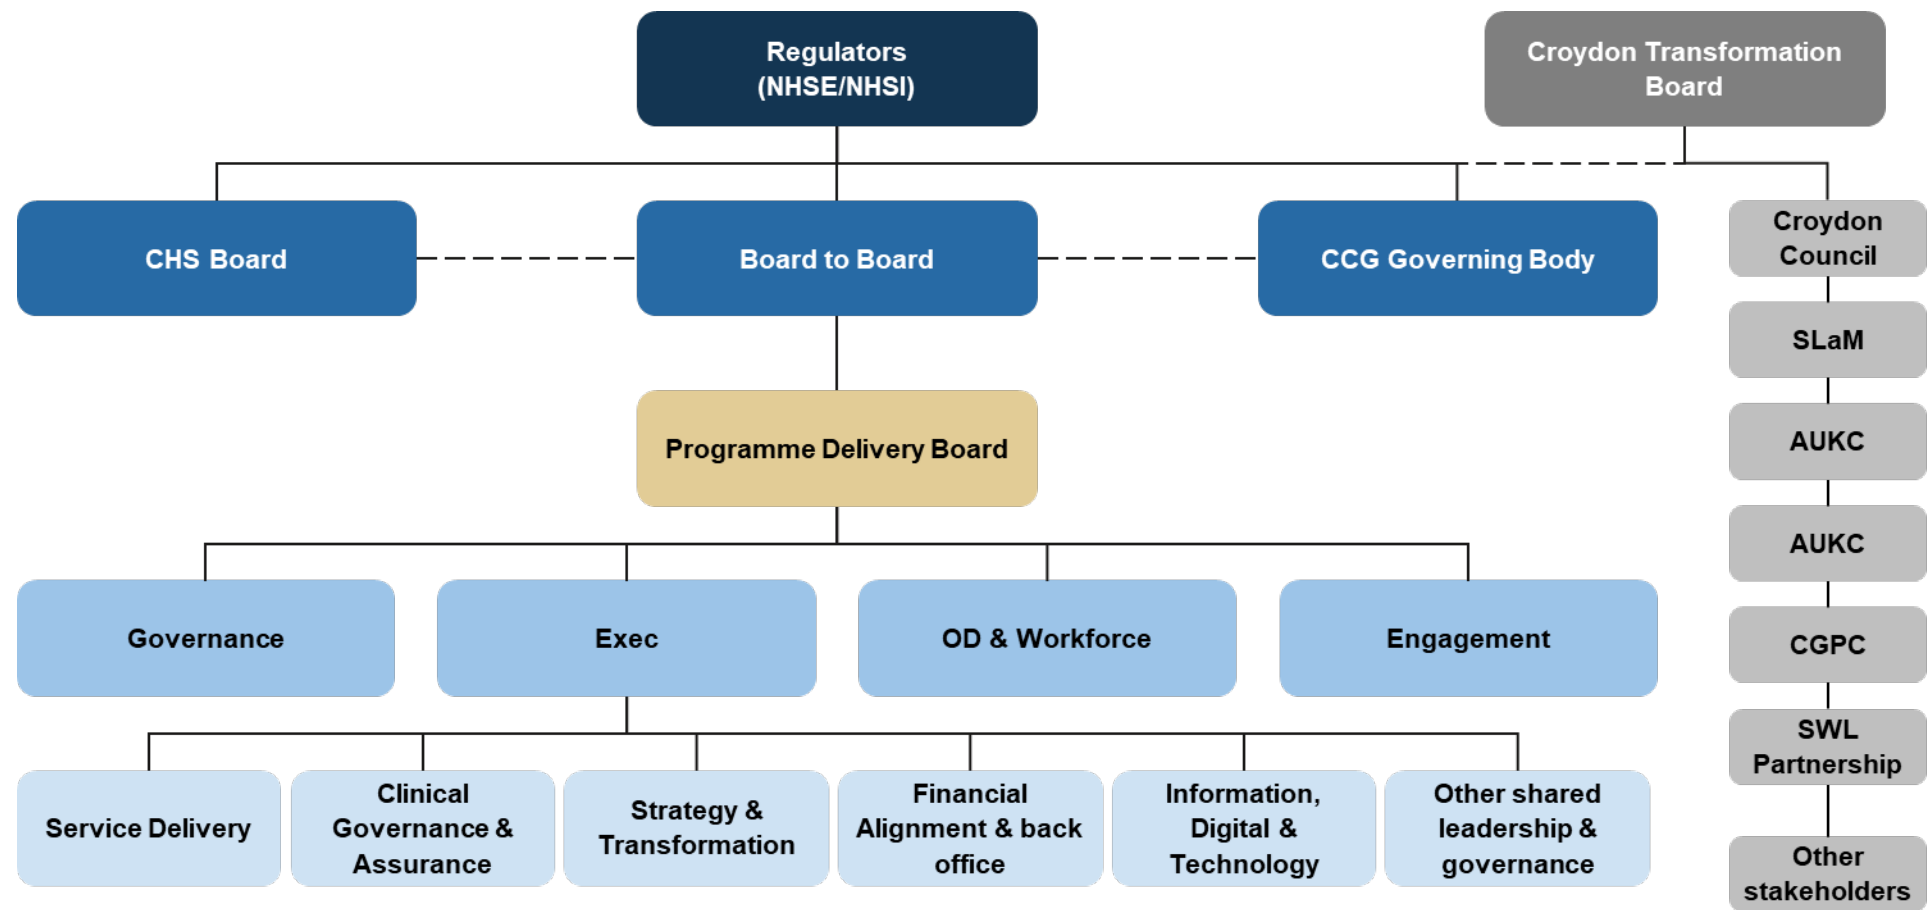 Regulators
(NHSE/NHSI)
Croydon Transformation
Board
CHS Board
Board to Board
CCG Governing Body
Croydon
Council
SLaM
AUKC
AUKC
CGPC
SWL
Partnership
Other
stakeholders
Programme Delivery Board
Governance
Exec
OD & Workforce
Engagement
Service Delivery
Clinical
Governance &
Assurance
Strategy &
Transformation
Financial
Alignment & back
office
Information,
Digital &
Technology
Other shared
leadership &
governance